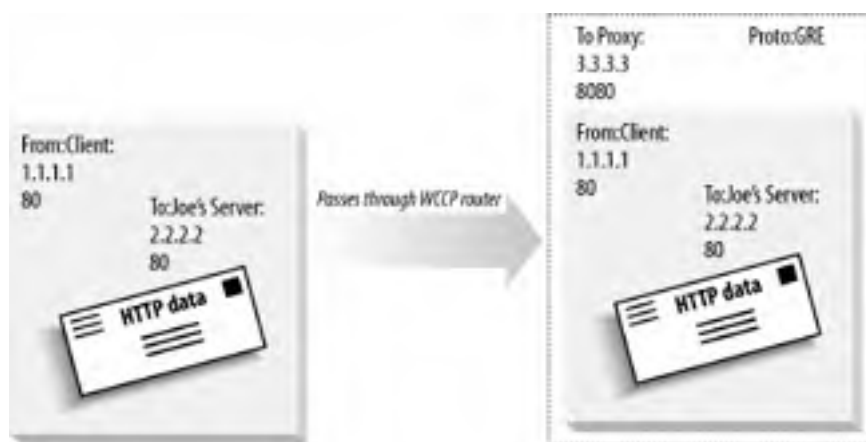 From:Client:
1.1.1.1
80
To:Joe's Server:
2.2.2.2
80
HTTP data
Passes through WCCP router
To Proxy:
Proto:GRE
3.3.3.3
8080
From:Client:
1.1.1.1
80
To:Joe's Server:
2.2.2.2
80
HTTP data